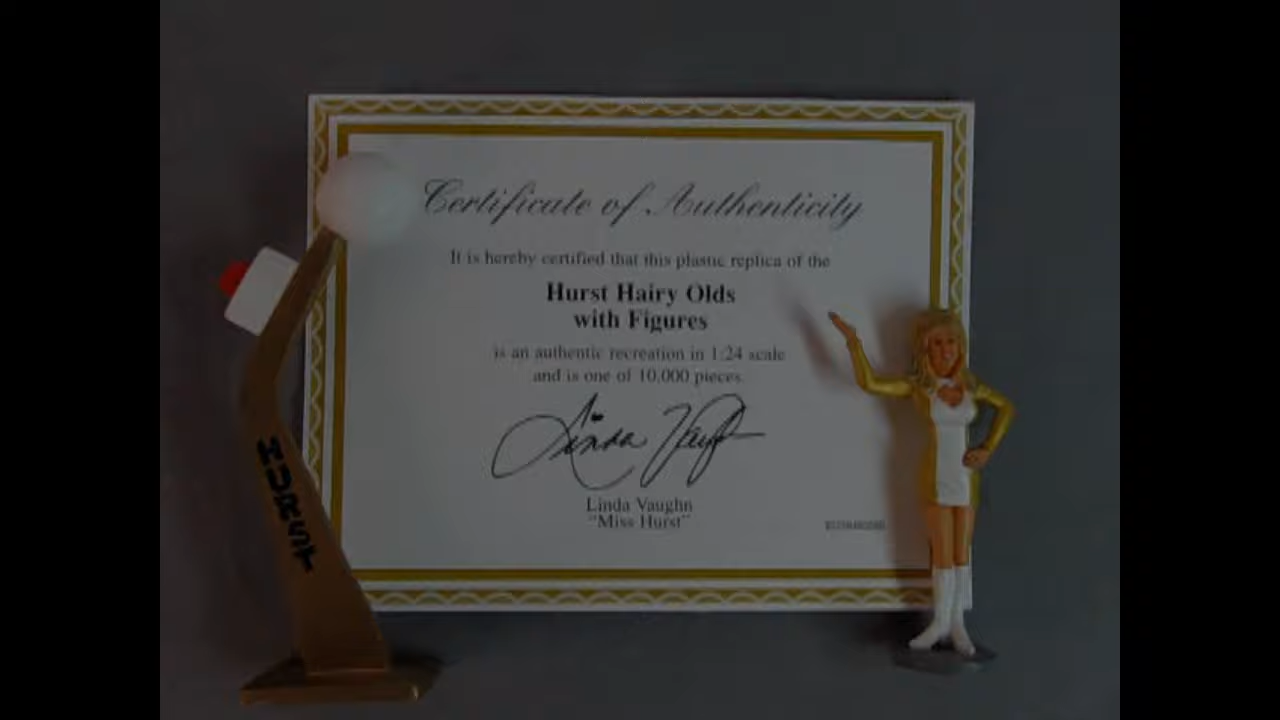 Certificate of Authenticity
It is hereby certified that this plastic replica of the
Hurst Hairy Olds
with Figures
is an authentic recreation in 1:24 scale
and is one of 10,000 pieces.
Linda Vaughn
Linda Vaughn
"Miss Hurst"
HURST